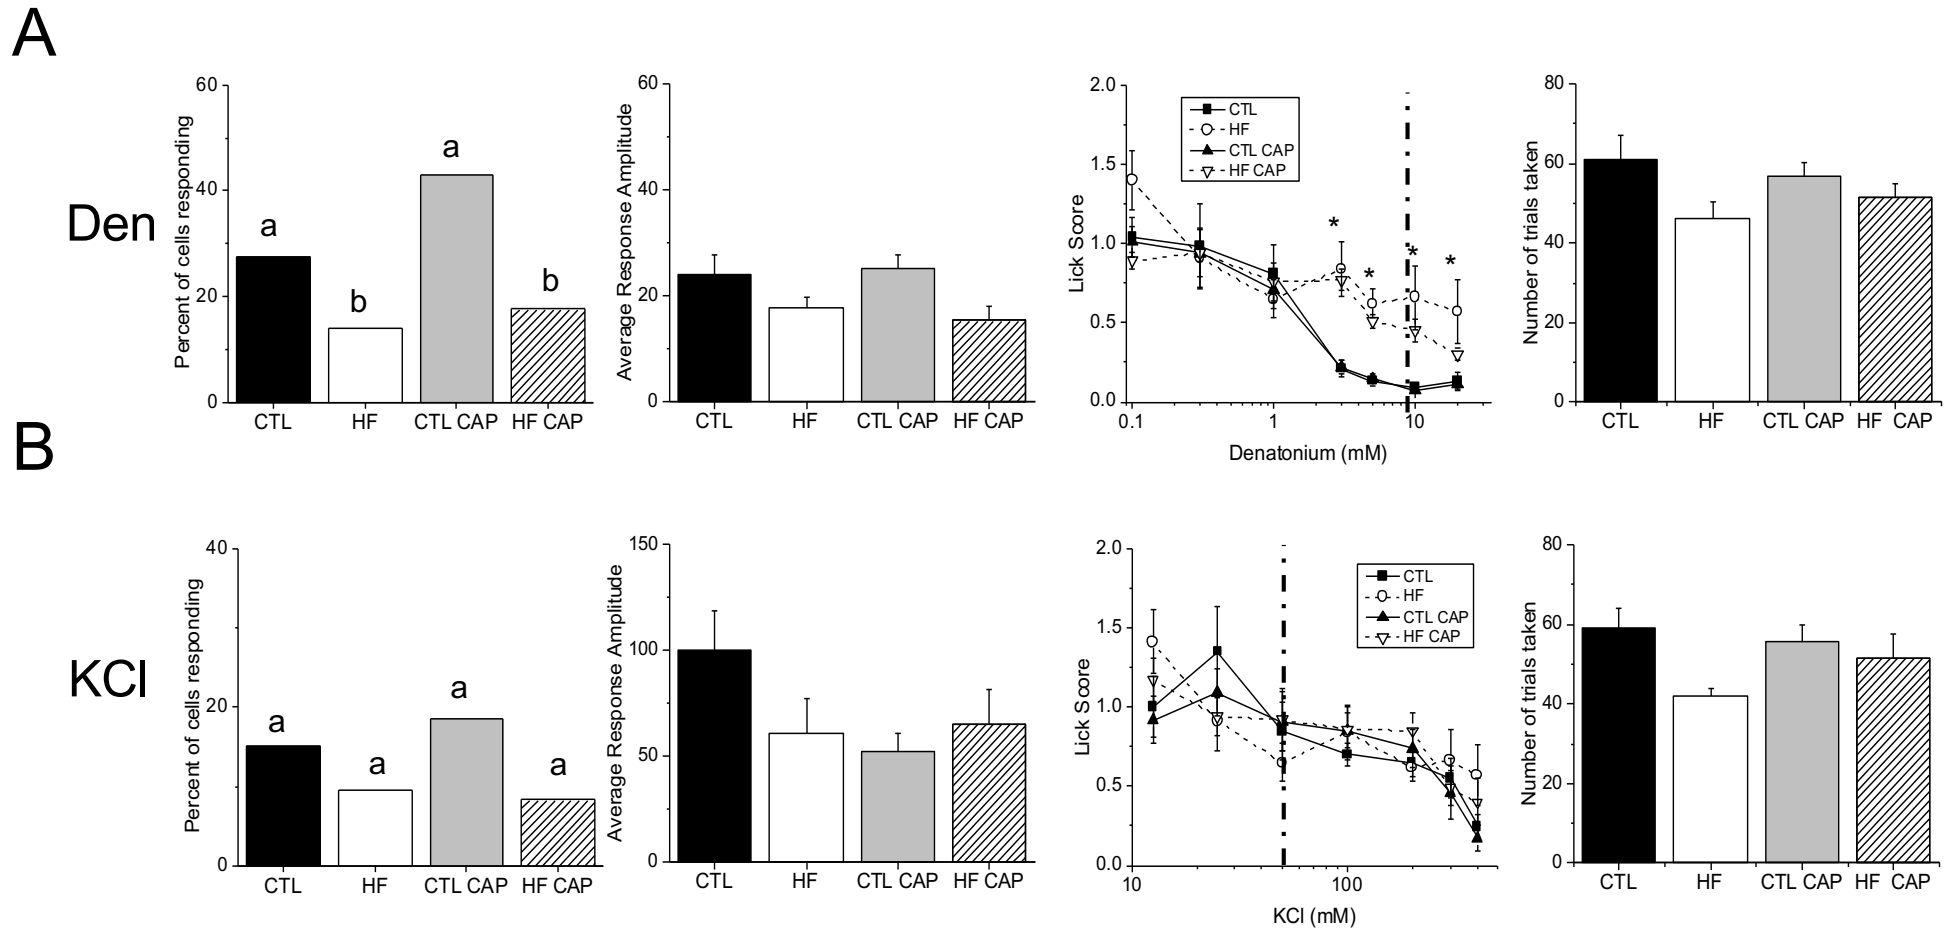 A
Den
Percent of cells responding
60
40
20
0
a
b
a
b
CTL
HF
CTL CAP
HF CAP
Average Response Amplitude
60
40
20
0
CTL
HF
CTL CAP
HF CAP
Lick Score
2.0
1.5
1.0
0.5
0.0
CTL
HF
CTL CAP
HF CAP
*
*
*
*
0.1
1
10
Denatonium (mM)
Number of trials taken
80
60
40
20
0
CTL
HF
CTL CAP
HF CAP
B
KCl
Percent of cells responding
40
20
0
a
a
a
a
CTL
HF
CTL CAP
HF CAP
Average Response Amplitude
150
100
50
0
CTL
HF
CTL CAP
HF CAP
Lick Score
2.0
1.5
1.0
0.5
0.0
CTL
HF
CTL CAP
HF CAP
10
100
KCl (mM)
Number of trials taken
80
60
40
20
0
CTL
HF
CTL CAP
HF CAP